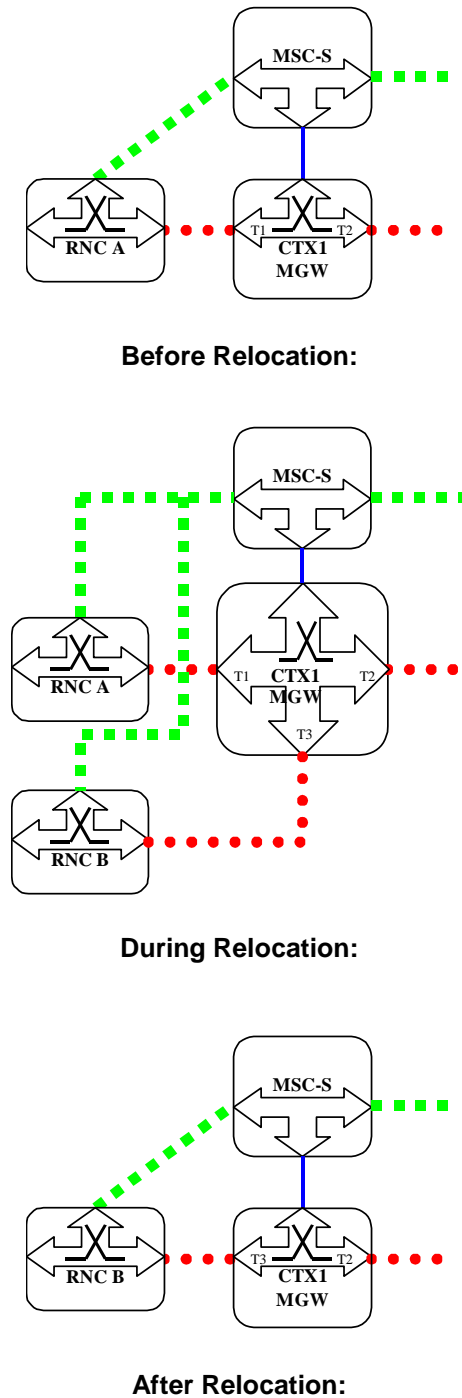 MSC-S
RNC A
T1
CTX1
T2
MGW
Before Relocation:
MSC-S
RNC A
T1
CTX1
T2
MGW
T3
RNC B
During Relocation:
MSC-S
RNC B
T3
CTX1
T2
MGW
After Relocation: